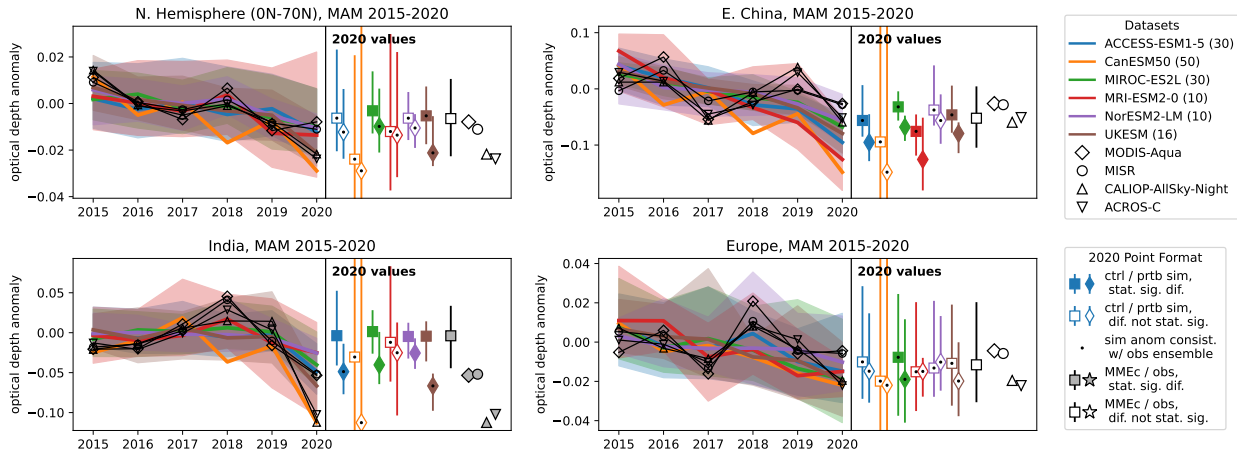 N. Hemisphere (0N-70N), MAM 2015-2020
optical depth anomaly
0.02
0.00
−0.02
−0.04
2015 2016 2017 2018 2019 2020
2020 values
E. China, MAM 2015-2020
optical depth anomaly
0.1
0.0
−0.1
2015 2016 2017 2018 2019 2020
2020 values
Datasets
ACCESS-ESM1-5 (30)
CanESM50 (50)
MIROC-ES2L (30)
MRI-ESM2-0 (10)
NorESM2-LM (10)
UKESM (16)
MODIS-Aqua
MISR
CALIOP-AllSky-Night
ACROS-C
India, MAM 2015-2020
optical depth anomaly
0.05
0.00
−0.05
−0.10
2015 2016 2017 2018 2019 2020
2020 values
Europe, MAM 2015-2020
optical depth anomaly
0.04
0.02
0.00
−0.02
−0.04
2015 2016 2017 2018 2019 2020
2020 values
2020 Point Format
ctrl / prtb sim,
stat. sig. dif.
ctrl / prtb sim,
dif. not stat. sig.
sim anom consist.
w/ obs ensemble
MMEc / obs,
stat. sig. dif.
MMEc / obs,
dif. not stat. sig.